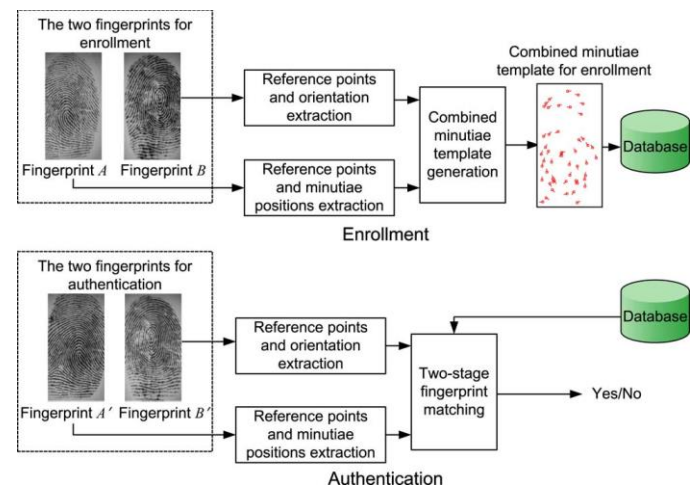 The two fingerprints for
enrollment
Fingerprint A
Fingerprint B
Reference points
and orientation
extraction
Reference points
and minutiae
positions extraction
Combined
minutiae
template
generation
Combined minutiae
template for enrollment
Database
Enrollment
The two fingerprints for
authentication
Fingerprint A′
Fingerprint B′
Reference points
and orientation
extraction
Reference points
and minutiae
positions extraction
Two-stage
fingerprint
matching
Database
Yes/No
Authentication